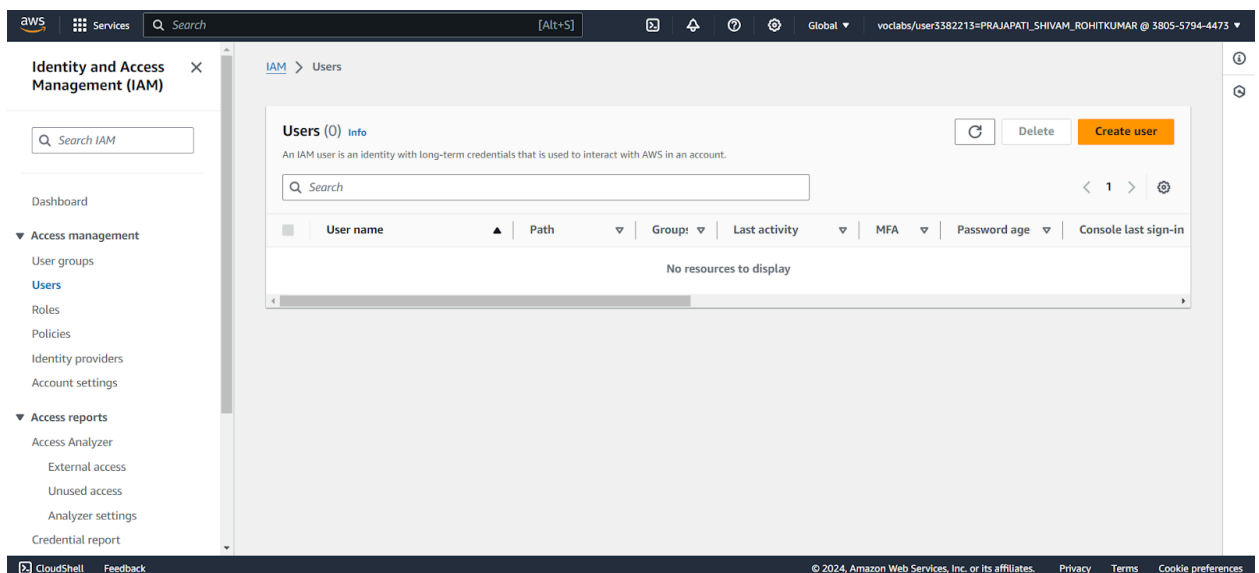 aws Services Search [Alt+S] Global voclabs/user3382213=PRAJAPATI_SHIVAM_ROHITKUMAR @ 3805-5794-4473
Identity and Access
Management (IAM)
Search IAM
Dashboard
Access management
User groups
Users
Roles
Policies
Identity providers
Account settings
Access reports
Access Analyzer
External access
Unused access
Analyzer settings
Credential report
IAM > Users
Users (0) Info
Delete Create user
An IAM user is an identity with long-term credentials that is used to interact with AWS in an account.
Search
1
User name Path Groups Last activity MFA Password age Console last sign-in
No resources to display
CloudShell Feedback © 2024, Amazon Web Services, Inc. or its affiliates. Privacy Terms Cookie preferences